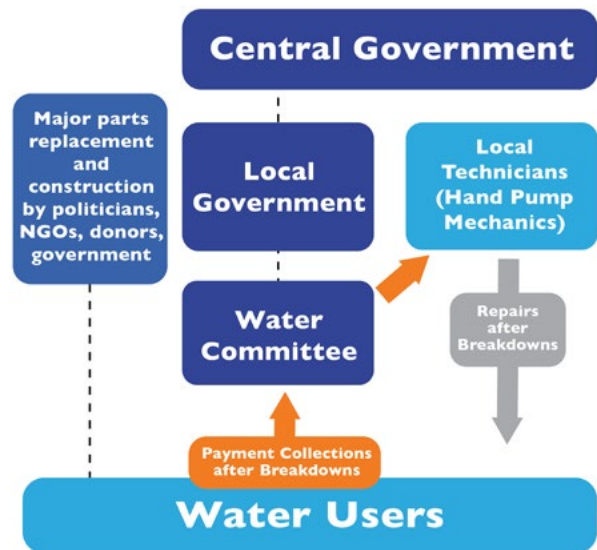 Central Government
Major parts
replacement
and
construction
by politicians,
NGOs, donors,
government
Local
Government
Local
Technicians
(Hand Pump
Mechanics)
Water
Committee
Repairs
after
Breakdowns
Payment Collections
after Breakdowns
Water Users